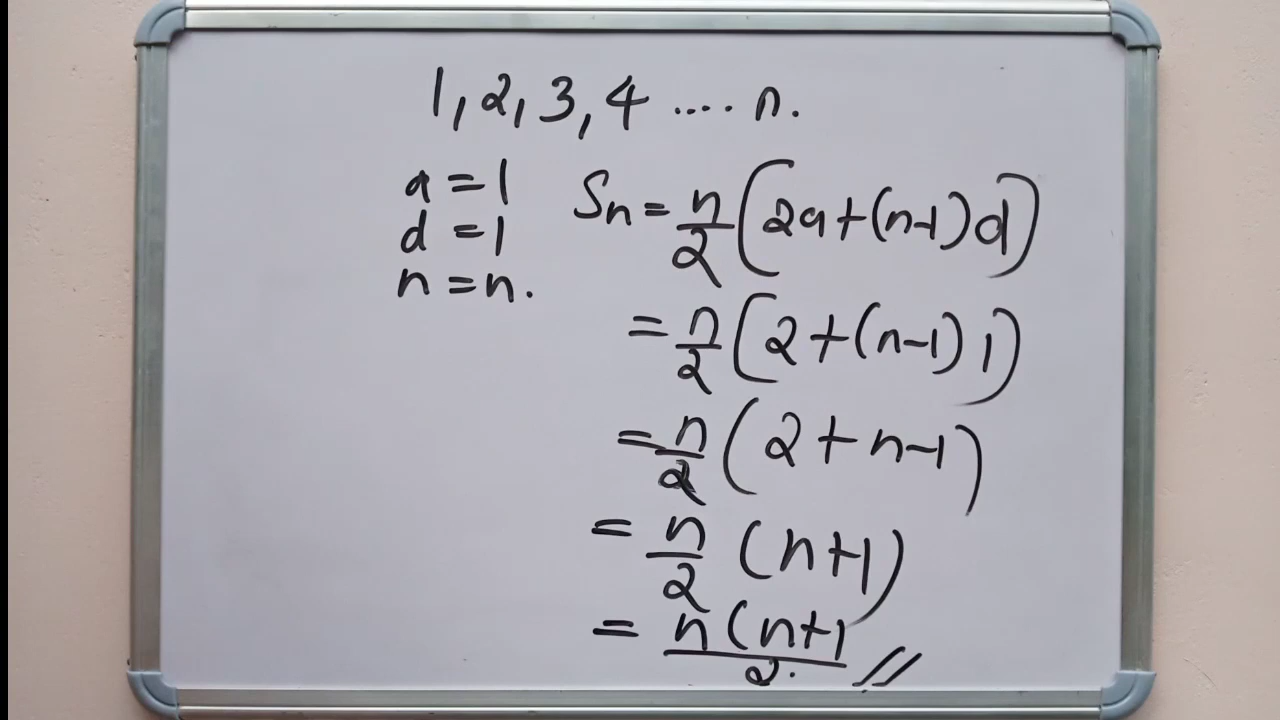 1, 2, 3, 4 .... n.
a = 1
d = 1
n = n.
Sn = n/2 (2a + (n-1) d)
= n/2 (2 + (n-1) 1)
= n/2 (2 + n-1)
= n/2 (n+1)
= n (n+1 / 2. //